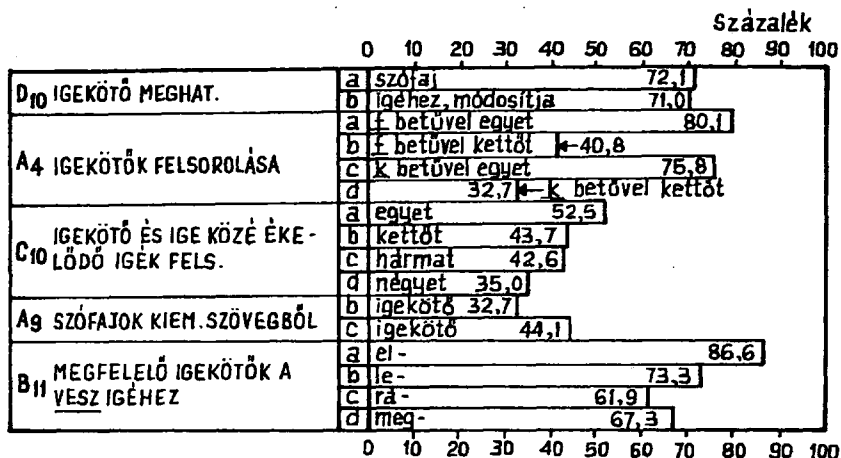 Százalék
0 10 20 30 40 50 60 70 80 90 100
D10 IGEKÖTŐ MEGHAT.
a szófaj 72,1
b igéhez, módosítja 71,0
A4 IGEKÖTŐK FELSOROLÁSA
a f betűvel egyet 80,1
b f betűvel kettőt 40,8
c k betűvel egyet 75,8
d 32,7 k betűvel kettőt
C10 IGEKÖTŐ ÉS IGE KÖZÉ ÉKE-
LŐDŐ IGÉK FELS.
a egyet 52,5
b kettőt 43,7
c hármat 42,6
d négyet 35,0
A9 SZÓFAJOK KIEM. SZÖVEGBŐL
b igekötő 32,7
c igekötő 44,1
B11 MEGFELELŐ IGEKÖTŐK A
VESZ IGÉHEZ
a el- 86,6
b le- 73,3
c rá- 61,9
d meg- 67,3
0 10 20 30 40 50 60 70 80 90 100